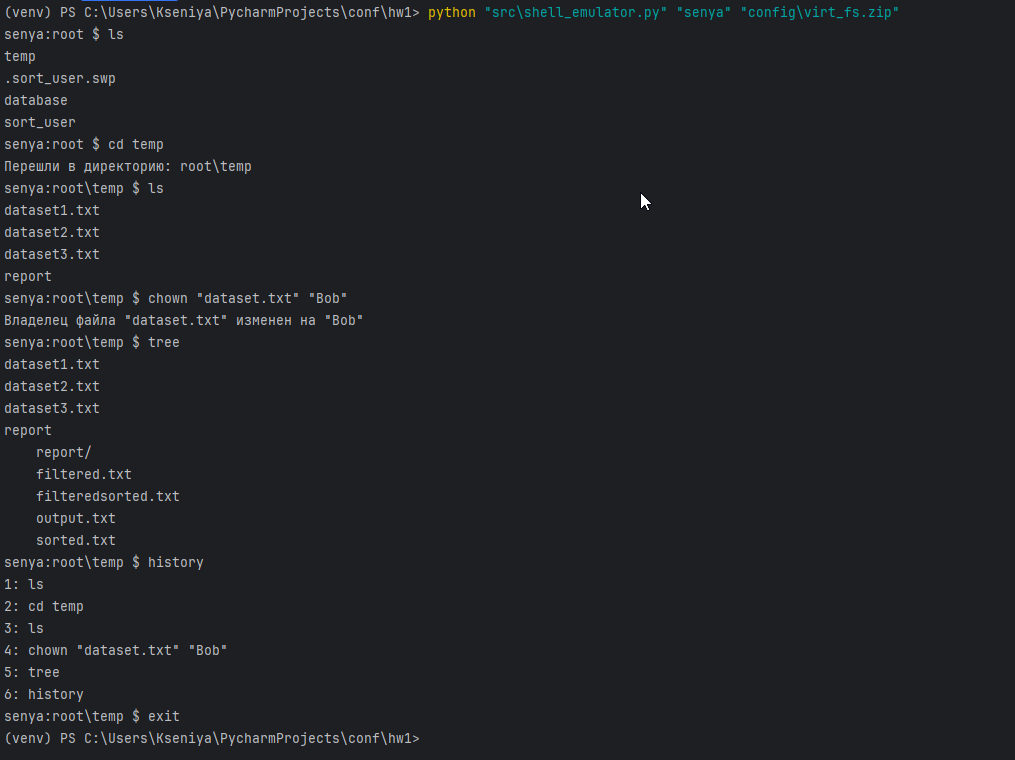 (venv) PS C:\Users\Kseniya\PycharmProjects\conf\hw1> python "src\shell_emulator.py" "senya" "config\virt_fs.zip"
senya:root $ ls
temp
.sort_user.swp
database
sort_user
senya:root $ cd temp
Перешли в директорию: root\temp
senya:root\temp $ ls
dataset1.txt
dataset2.txt
dataset3.txt
report
senya:root\temp $ chown "dataset.txt" "Bob"
Владелец файла "dataset.txt" изменен на "Bob"
senya:root\temp $ tree
dataset1.txt
dataset2.txt
dataset3.txt
report
    report/
    filtered.txt
    filteredsorted.txt
    output.txt
    sorted.txt
senya:root\temp $ history
1: ls
2: cd temp
3: ls
4: chown "dataset.txt" "Bob"
5: tree
6: history
senya:root\temp $ exit
(venv) PS C:\Users\Kseniya\PycharmProjects\conf\hw1>